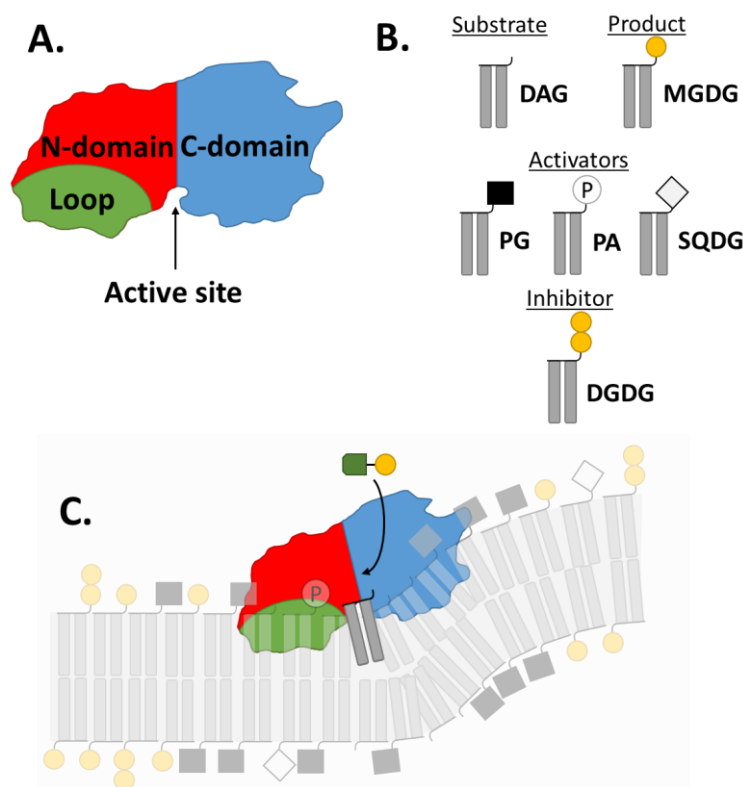 A.
N-domain C-domain
Loop
Active site
B.
Substrate Product
DAG MGDG
Activators
P
PG PA SQDG
Inhibitor
DGDG
C.
P